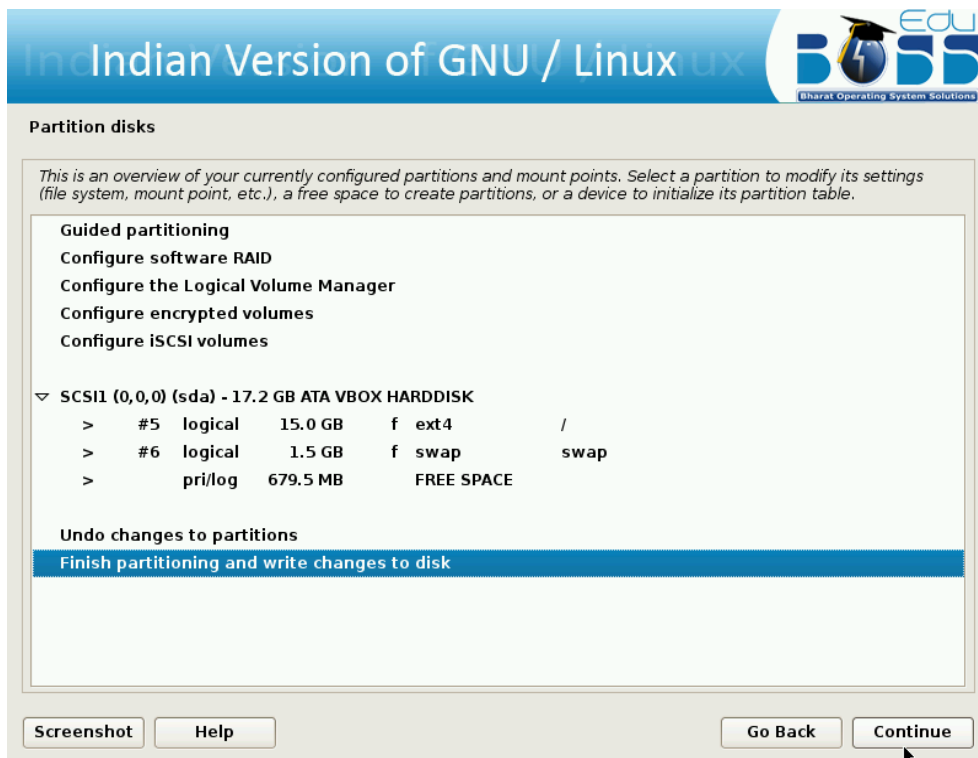 Indian Version of GNU / Linux
Edu
BOSS
Bharat Operating System Solutions
Partition disks
This is an overview of your currently configured partitions and mount points. Select a partition to modify its settings
(file system, mount point, etc.), a free space to create partitions, or a device to initialize its partition table.
Guided partitioning
Configure software RAID
Configure the Logical Volume Manager
Configure encrypted volumes
Configure iSCSI volumes
SCSI1 (0,0,0) (sda) - 17.2 GB ATA VBOX HARDDISK
> #5 logical 15.0 GB f ext4 /
> #6 logical 1.5 GB f swap swap
> pri/log 679.5 MB FREE SPACE
Undo changes to partitions
Finish partitioning and write changes to disk
Screenshot Help Go Back Continue